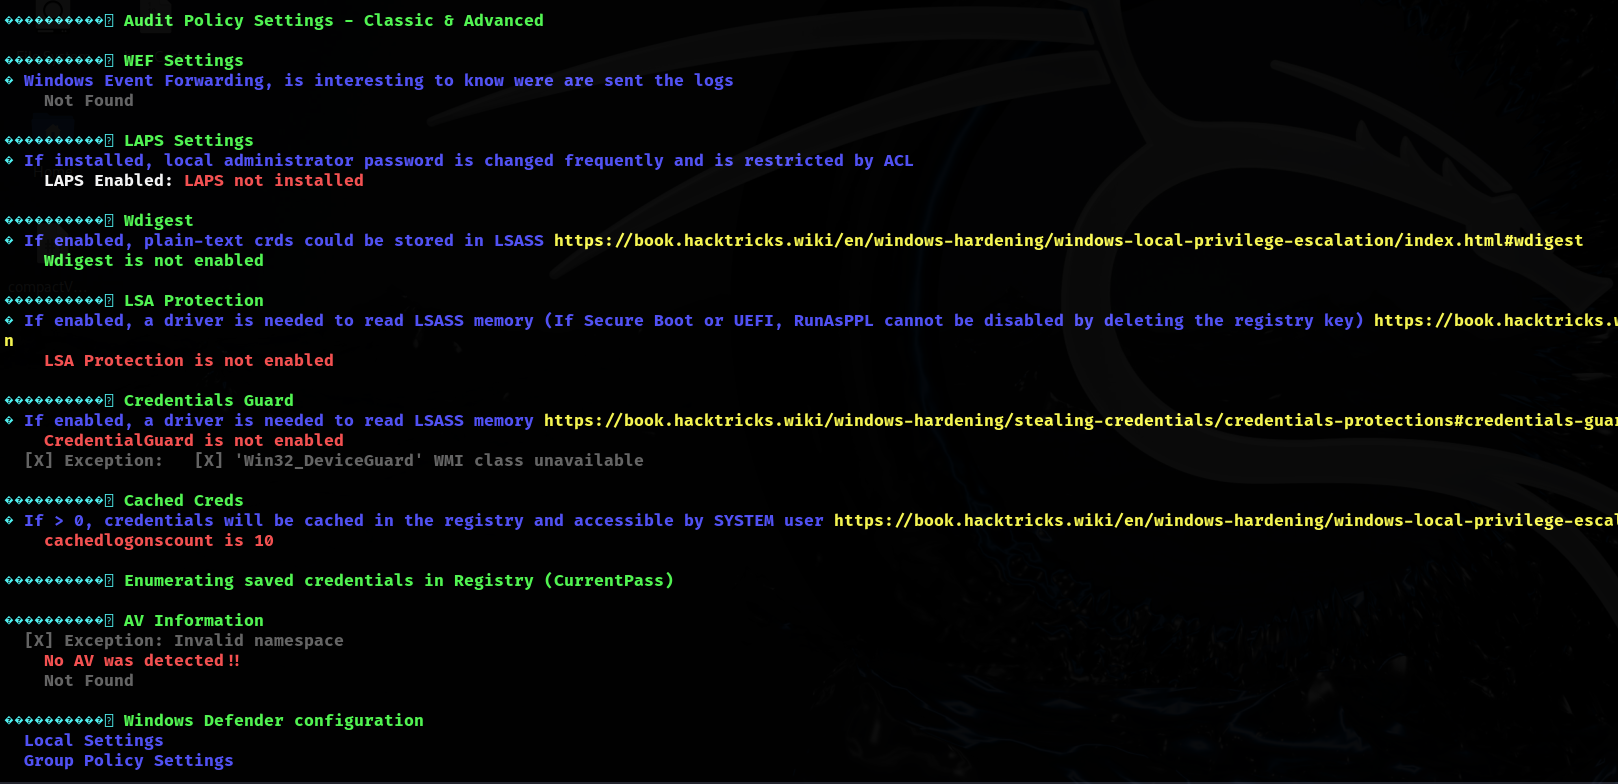 ������������ Audit Policy Settings - Classic & Advanced
������������ WEF Settings
� Windows Event Forwarding, is interesting to know were are sent the logs
Not Found
������������ LAPS Settings
� If installed, local administrator password is changed frequently and is restricted by ACL
LAPS Enabled: LAPS not installed
������������ Wdigest
� If enabled, plain-text crds could be stored in LSASS https://book.hacktricks.wiki/en/windows-hardening/windows-local-privilege-escalation/index.html#wdigest
Wdigest is not enabled
������������ LSA Protection
� If enabled, a driver is needed to read LSASS memory (If Secure Boot or UEFI, RunAsPPL cannot be disabled by deleting the registry key) https://book.hacktricks.w
n
LSA Protection is not enabled
������������ Credentials Guard
� If enabled, a driver is needed to read LSASS memory https://book.hacktricks.wiki/windows-hardening/stealing-credentials/credentials-protections#credentials-guar
CredentialGuard is not enabled
[X] Exception:   [X] 'Win32_DeviceGuard' WMI class unavailable
������������ Cached Creds
� If > 0, credentials will be cached in the registry and accessible by SYSTEM user https://book.hacktricks.wiki/en/windows-hardening/windows-local-privilege-escal
cachedlogonscount is 10
������������ Enumerating saved credentials in Registry (CurrentPass)
������������ AV Information
[X] Exception: Invalid namespace
No AV was detected!!
Not Found
������������ Windows Defender configuration
Local Settings
Group Policy Settings